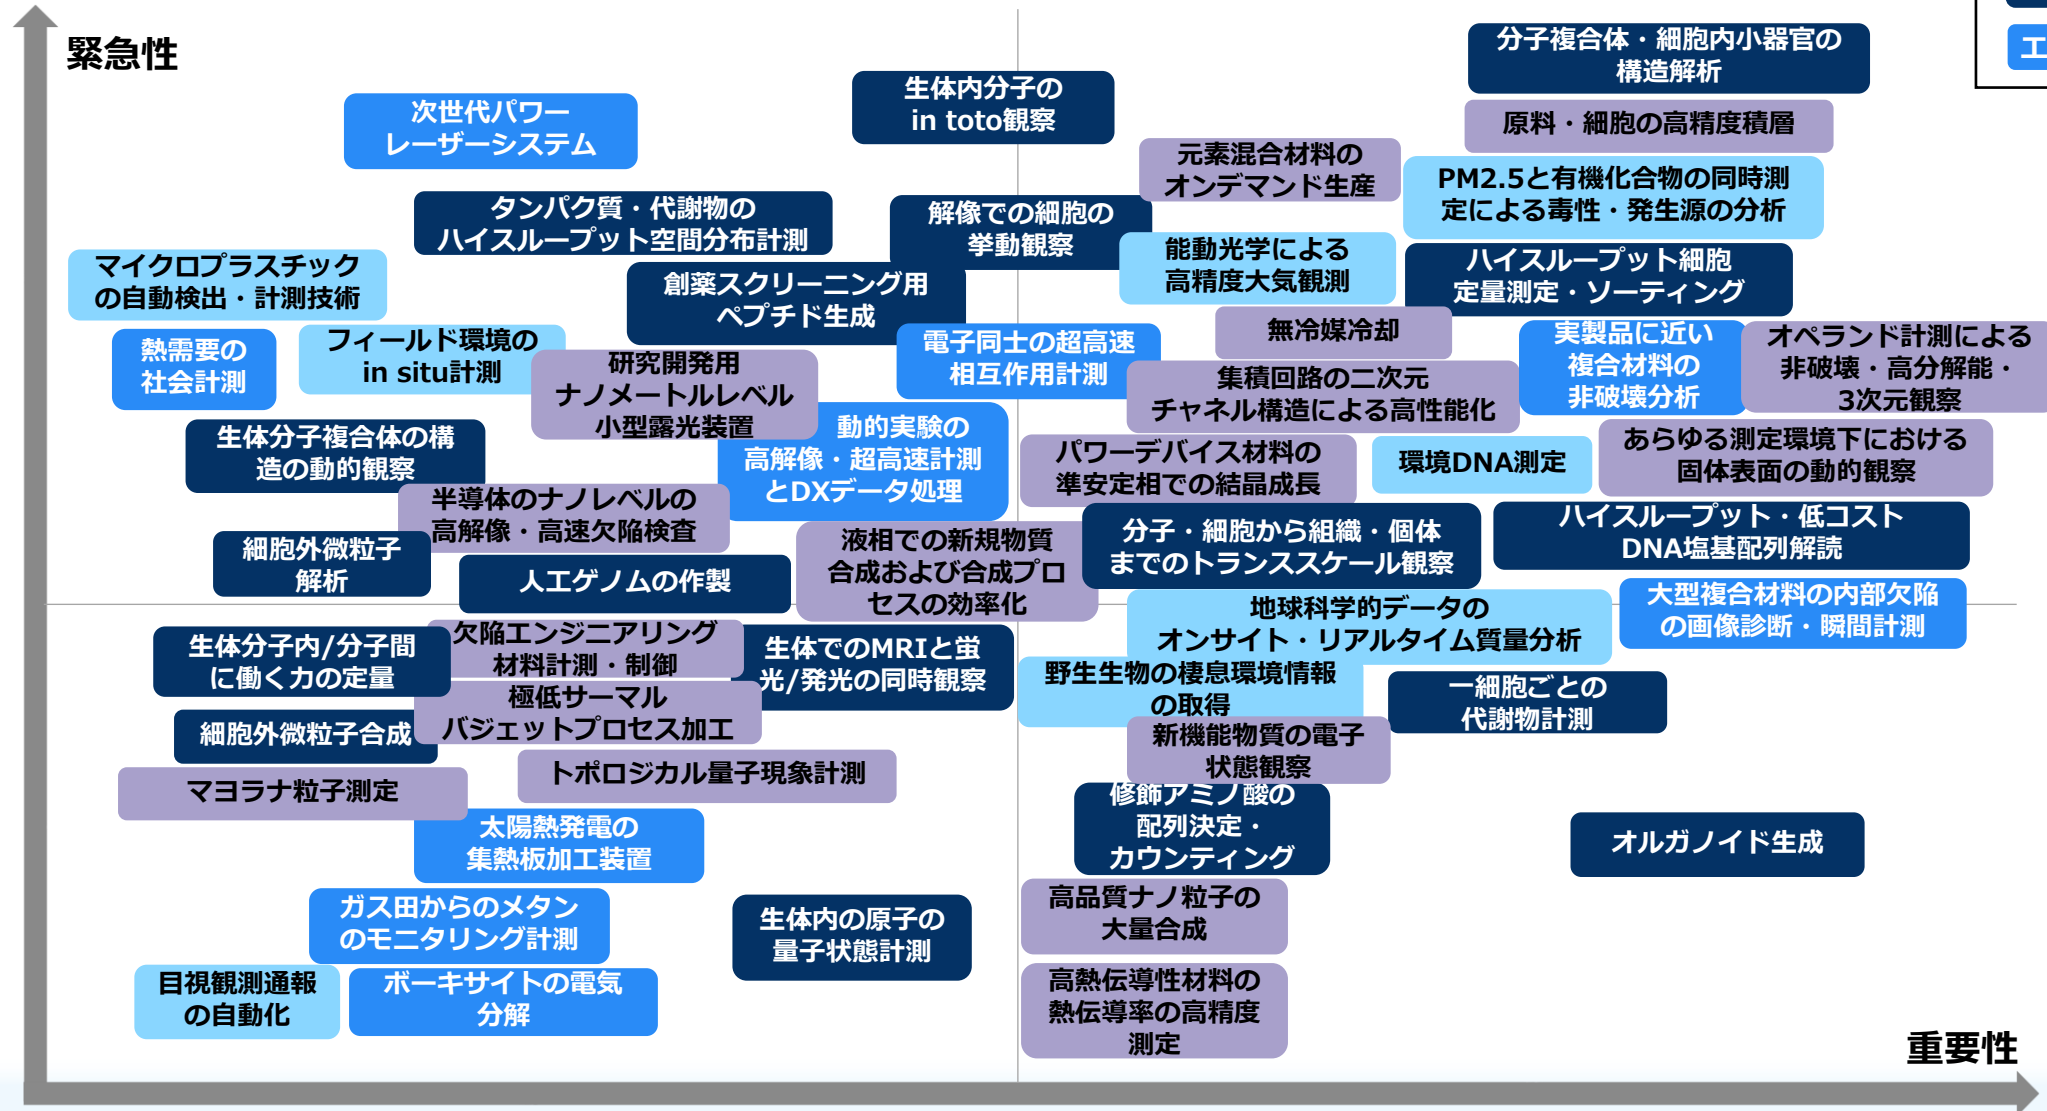 緊急性
分子複合体・細胞内小器官の
構造解析
エ
生体内分子の
in toto観察
次世代パワー
レーザーシステム
原料・細胞の高精度積層
元素混合材料の
オンデマンド生産
PM2.5と有機化合物の同時測
定による毒性・発生源の分析
タンパク質・代謝物の
ハイスループット空間分布計測
解像での細胞の
挙動観察
能動光学による
高精度大気観測
ハイスループット細胞
定量測定・ソーティング
マイクロプラスチック
の自動検出・計測技術
創薬スクリーニング用
ペプチド生成
無冷媒冷却
実製品に近い
複合材料の
非破壊分析
オペランド計測による
非破壊・高分解能・
3次元観察
熱需要の
社会計測
フィールド環境の
in situ計測
研究開発用
ナノメートルレベル
小型露光装置
電子同士の超高速
相互作用計測
集積回路の二次元
チャネル構造による高性能化
生体分子複合体の構
造の動的観察
動的実験の
高解像・超高速計測
とDXデータ処理
パワーデバイス材料の
準安定相での結晶成長
環境DNA測定
あらゆる測定環境下における
固体表面の動的観察
半導体のナノレベルの
高解像・高速欠陥検査
細胞外微粒子
解析
人工ゲノムの作製
液相での新規物質
合成および合成プロ
セスの効率化
分子・細胞から組織・個体
までのトランススケール観察
ハイスループット・低コスト
DNA塩基配列解読
地球科学的データの
オンサイト・リアルタイム質量分析
大型複合材料の内部欠陥
の画像診断・瞬間計測
生体分子内/分子間
に働く力の定量
欠陥エンジニアリング
材料計測・制御
生体でのMRIと蛍
光/発光の同時観察
野生生物の棲息環境情報
の取得
一細胞ごとの
代謝物計測
細胞外微粒子合成
極低サーマル
バジェットプロセス加工
新機能物質の電子
状態観察
マヨラナ粒子測定
トポロジカル量子現象計測
修飾アミノ酸の
配列決定・
カウンティング
太陽熱発電の
集熱板加工装置
オルガノイド生成
ガス田からのメタン
のモニタリング計測
生体内の原子の
量子状態計測
高品質ナノ粒子の
大量合成
目視観測通報
の自動化
ボーキサイトの電気
分解
高熱伝導性材料の
熱伝導率の高精度
測定
重要性